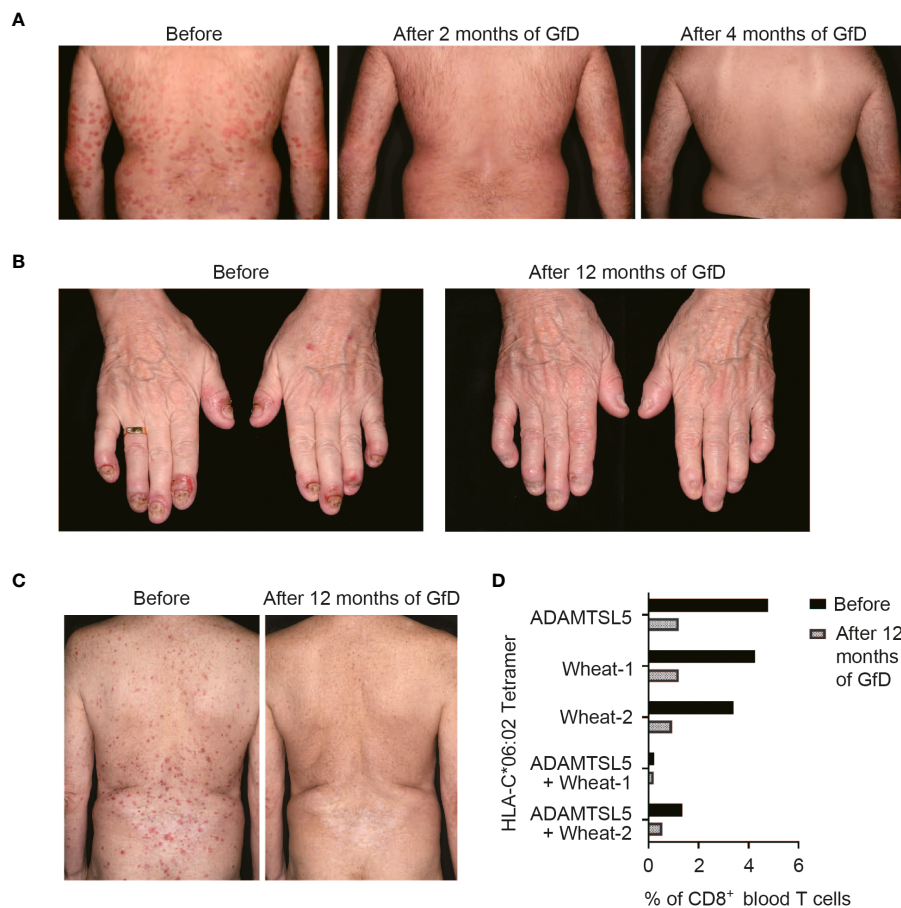 A
Before
After 2 months of GfD
After 4 months of GfD
B
Before
After 12 months of GfD
C
Before
After 12 months of GfD
D
HLA-C*06:02 Tetramer
ADAMTSL5
Wheat-1
Wheat-2
ADAMTSL5
+ Wheat-1
ADAMTSL5
+ Wheat-2
0 2 4 6
% of CD8⁺ blood T cells
Before
After 12
months
of GfD